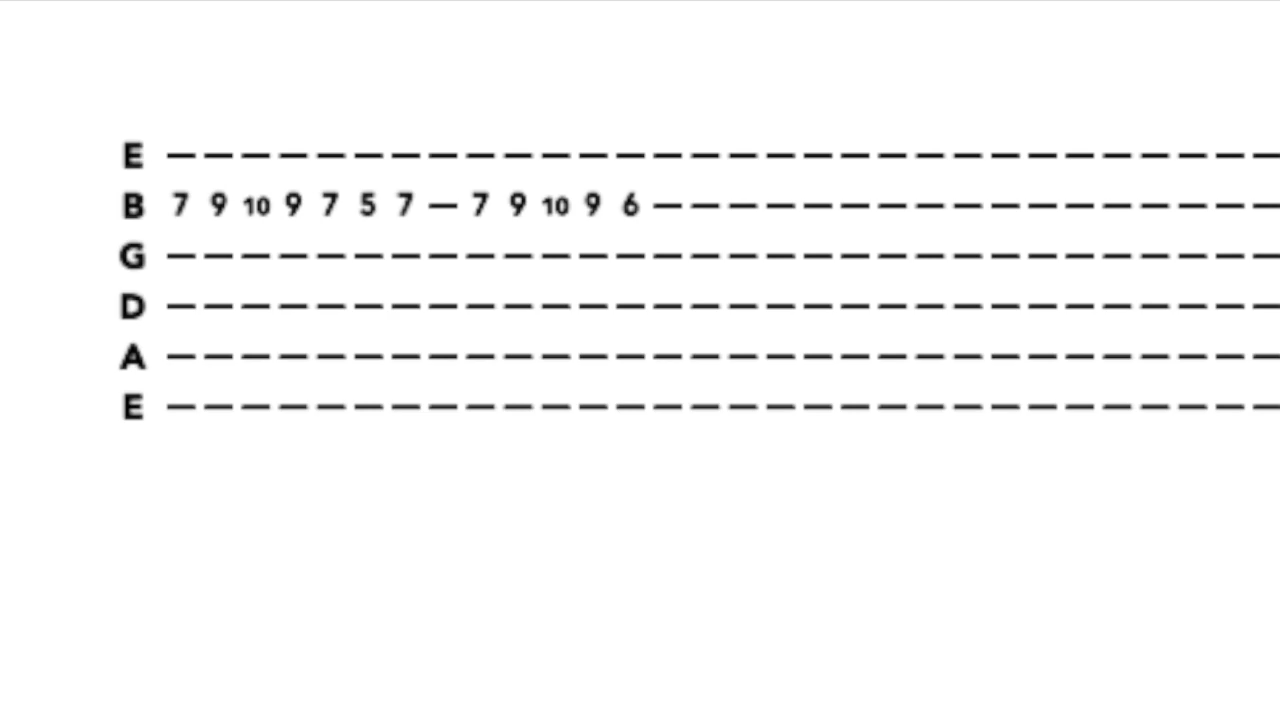 E — — — — — — — — — — — — — — — — — — — — — — — — — — — — — —
B 7 9 10 9 7 5 7 — 7 9 10 9 6 — — — — — — — — — — — — — — — — —
G — — — — — — — — — — — — — — — — — — — — — — — — — — — — — —
D — — — — — — — — — — — — — — — — — — — — — — — — — — — — — —
A — — — — — — — — — — — — — — — — — — — — — — — — — — — — — —
E — — — — — — — — — — — — — — — — — — — — — — — — — — — — — —